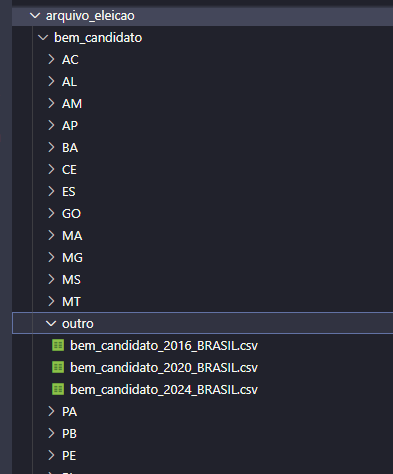 arquivo_eleicao
bem_candidato
AC
AL
AM
AP
BA
CE
ES
GO
MA
MG
MS
MT
outro
bem_candidato_2016_BRASIL.csv
bem_candidato_2020_BRASIL.csv
bem_candidato_2024_BRASIL.csv
PA
PB
PE